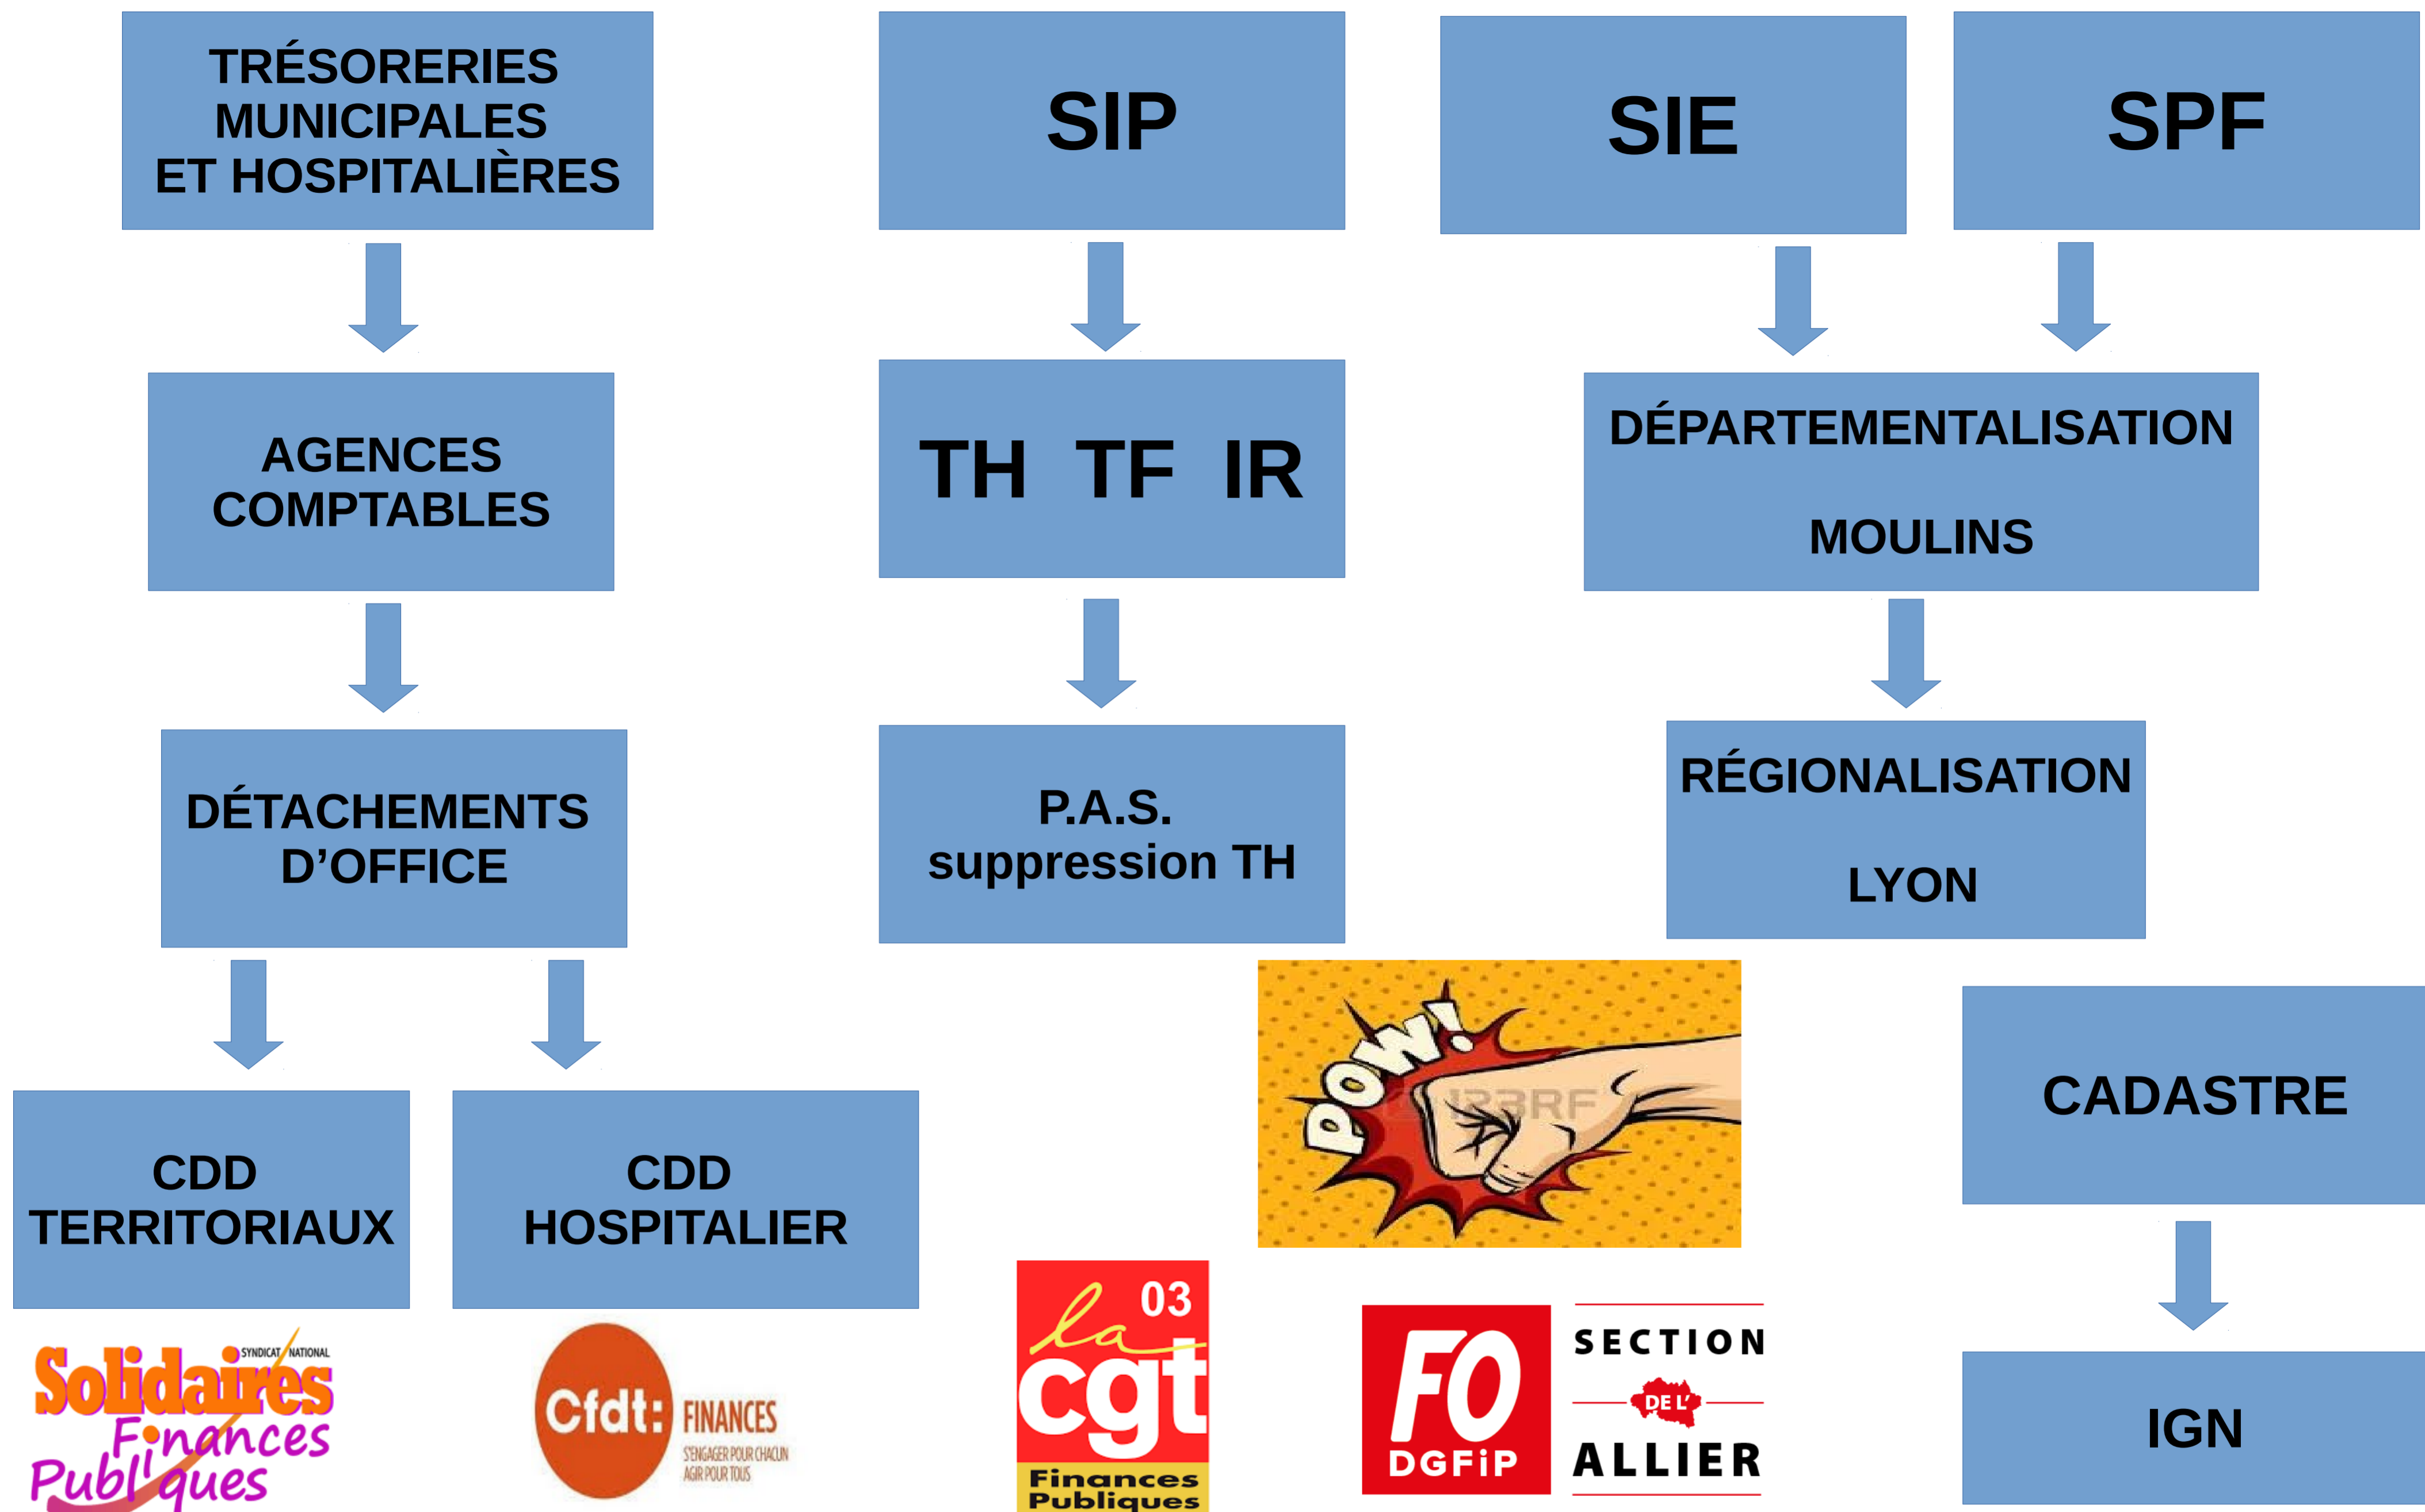 TRÉSORERIES
MUNICIPALES
ET HOSPITALIÈRES
SIP
SIE
SPF
AGENCES
COMPTABLES
TH TF IR
DÉPARTEMENTALISATION
MOULINS
DÉTACHEMENTS
D’OFFICE
P.A.S.
suppression TH
RÉGIONALISATION
LYON
CDD
TERRITORIAUX
CDD
HOSPITALIER
POW!
123RF
CADASTRE
IGN
Solidaires
SYNDICAT NATIONAL
Finances
Publiques
Cfdt:
FINANCES
S'ENGAGER POUR CHACUN
AGIR POUR TOUS
03
la
cgt
Finances
Publiques
FO
DGFiP
SECTION
DE L’
ALLIER